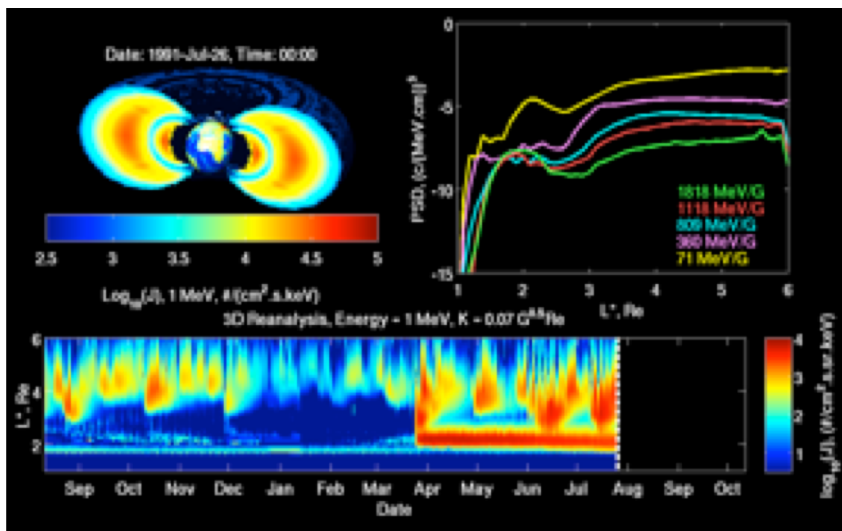 Date: 1991-Jul-26, Time: 00:00
2.5 3 3.5 4 4.5 5
Log₁₀(J), 1 MeV, #/(cm².s.keV)
0
-5
-10
-15
PSD, (c/[MeV.cm])³
1818 MeV/G
1118 MeV/G
809 MeV/G
360 MeV/G
71 MeV/G
1 2 3 4 5 6
L*, Re
3D Reanalysis, Energy = 1 MeV, K = 0.07 G⁰·⁵Re
6
4
2
L*, Re
Sep Oct Nov Dec Jan Feb Mar Apr May Jun Jul Aug Sep Oct
Date
4
3
2
1
log₁₀(J), (#/cm².s.sr.keV)